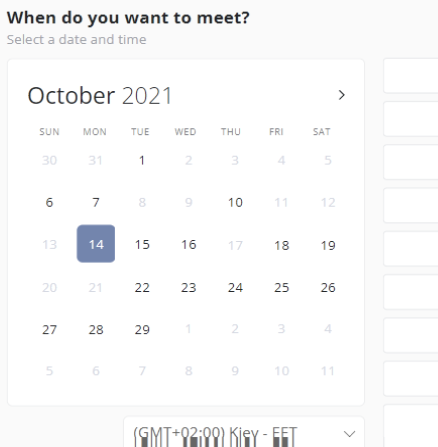 When do you want to meet?
Select a date and time
October 2021
SUN MON TUE WED THU FRI SAT
30 31 1 2 3 4 5
6 7 8 9 10 11 12
13 14 15 16 17 18 19
20 21 22 23 24 25 26
27 28 29 1 2 3 4
5 6 7 8 9 10 11
(GMT+02:00) Kiev - EET